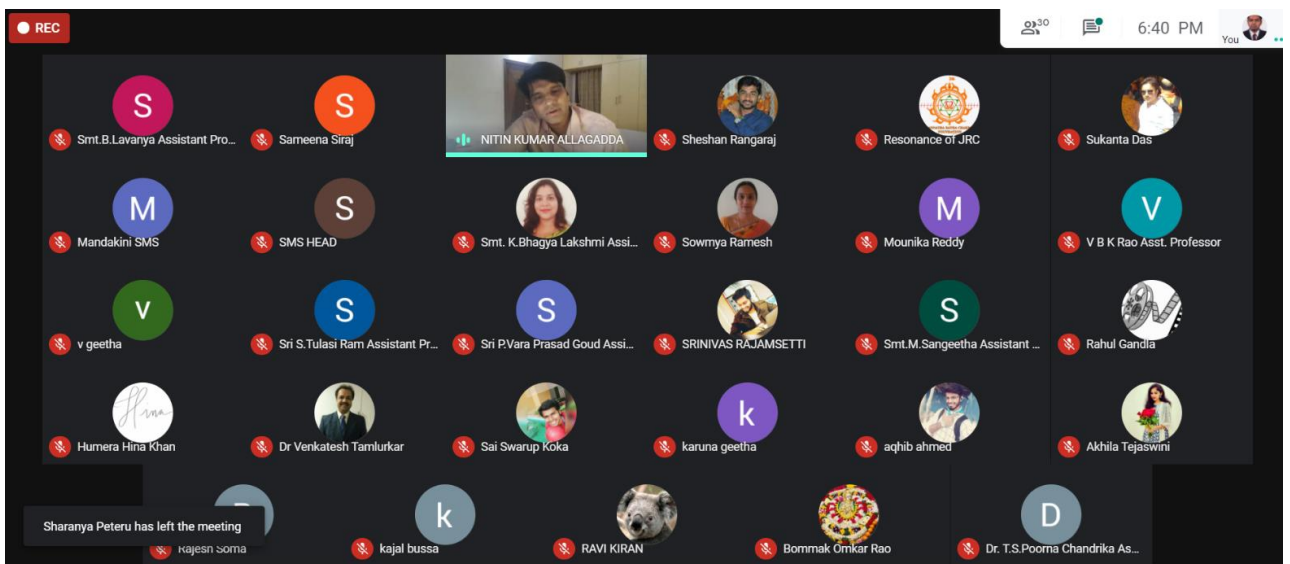 REC
30
6:40 PM
You
S
S
Smt.B.Lavanya Assistant Pro...
Sameena Siraj
NITIN KUMAR ALLAGADDA
Sheshan Rangaraj
Resonance of JRC
Sukanta Das
M
S
M
V
Mandakini SMS
SMS HEAD
Smt. K.Bhagya Lakshmi Assi...
Sowmya Ramesh
Mounika Reddy
V B K Rao Asst. Professor
v
S
S
S
v geetha
Sri S.Tulasi Ram Assistant Pr...
Sri P.Vara Prasad Goud Assi...
SRINIVAS RAJAMSETTI
Smt.M.Sangeetha Assistant ...
Rahul Gandla
Hina
k
Humera Hina Khan
Dr Venkatesh Tamlurkar
Sai Swarup Koka
karuna geetha
aqhib ahmed
Akhila Tejaswini
k
D
Sharanya Peteru has left the meeting
Rajesh Soma
kajal bussa
RAVI KIRAN
Bommak Omkar Rao
Dr. T.S.Poorna Chandrika As...